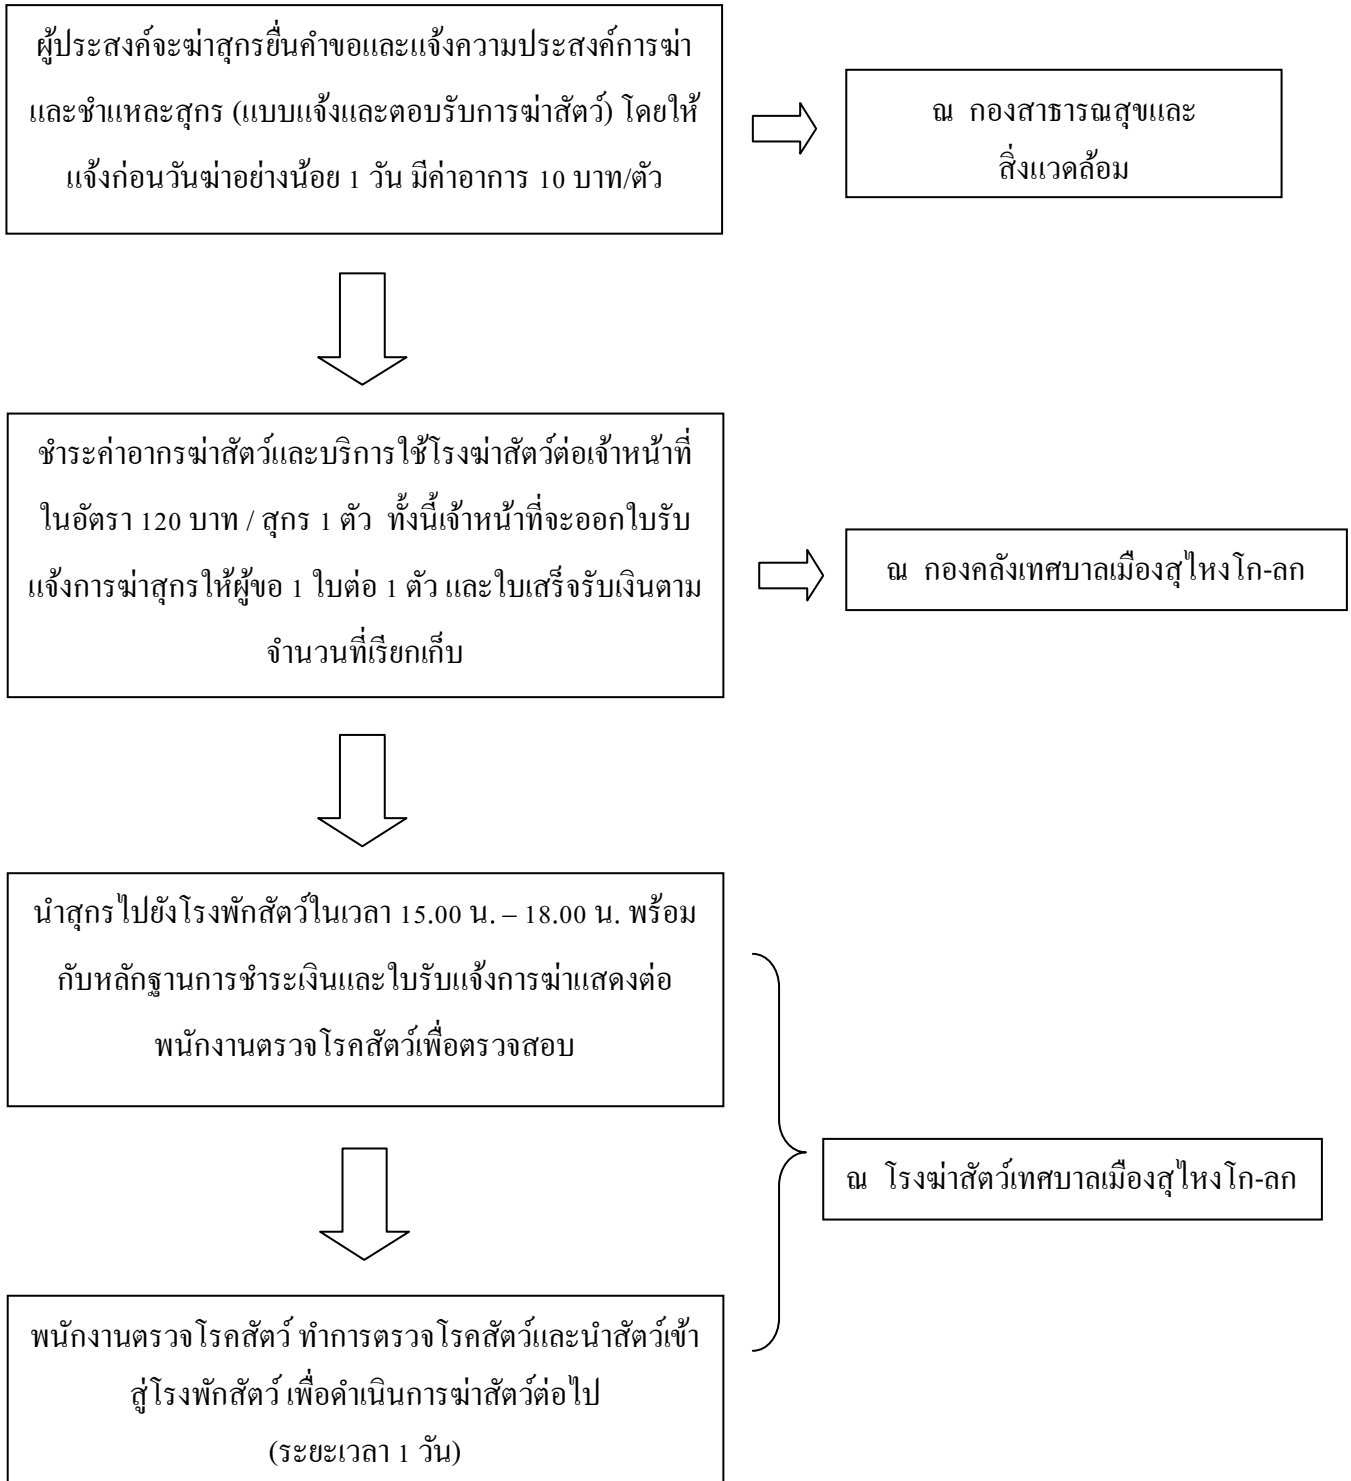 ผู้ประสงค์จะฆ่าสุกรยื่นคำขอและแจ้งความประสงค์การฆ่า
และชำแหละสุกร (แบบแจ้งและตอบรับการฆ่าสัตว์) โดยให้
แจ้งก่อนวันฆ่าอย่างน้อย 1 วัน มีค่าอาการ 10 บาท/ตัว
ณ กองสาธารณสุขและ
สิ่งแวดล้อม
ชำระค่าอากรฆ่าสัตว์และบริการใช้โรงฆ่าสัตว์ต่อเจ้าหน้าที่
ในอัตรา 120 บาท / สุกร 1 ตัว ทั้งนี้เจ้าหน้าที่จะออกใบรับ
แจ้งการฆ่าสุกรให้ผู้ขอ 1 ใบต่อ 1 ตัว และใบเสร็จรับเงินตาม
จำนวนที่เรียกเก็บ
ณ กองคลังเทศบาลเมืองสุไหงโก-ลก
นำสุกรไปยังโรงพักสัตว์ในเวลา 15.00 น. – 18.00 น. พร้อม
กับหลักฐานการชำระเงินและใบรับแจ้งการฆ่าแสดงต่อ
พนักงานตรวจโรคสัตว์เพื่อตรวจสอบ
ณ โรงฆ่าสัตว์เทศบาลเมืองสุไหงโก-ลก
พนักงานตรวจโรคสัตว์ ทำการตรวจโรคสัตว์และนำสัตว์เข้า
สู่โรงพักสัตว์ เพื่อดำเนินการฆ่าสัตว์ต่อไป
(ระยะเวลา 1 วัน)